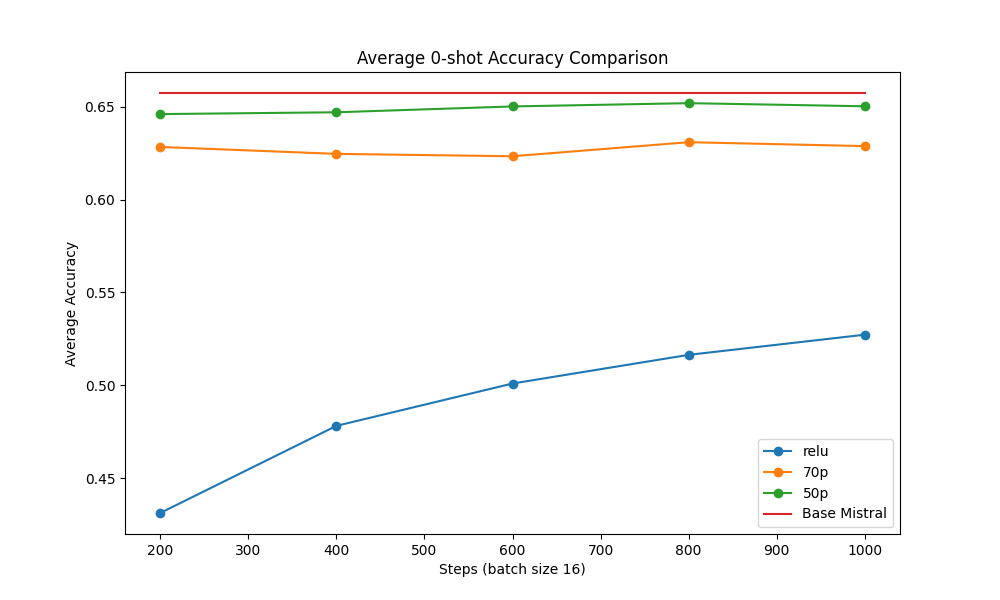 Average 0-shot Accuracy Comparison
Average Accuracy
0.65
0.60
0.55
0.50
0.45
200 300 400 500 600 700 800 900 1000
Steps (batch size 16)
relu
70p
50p
Base Mistral